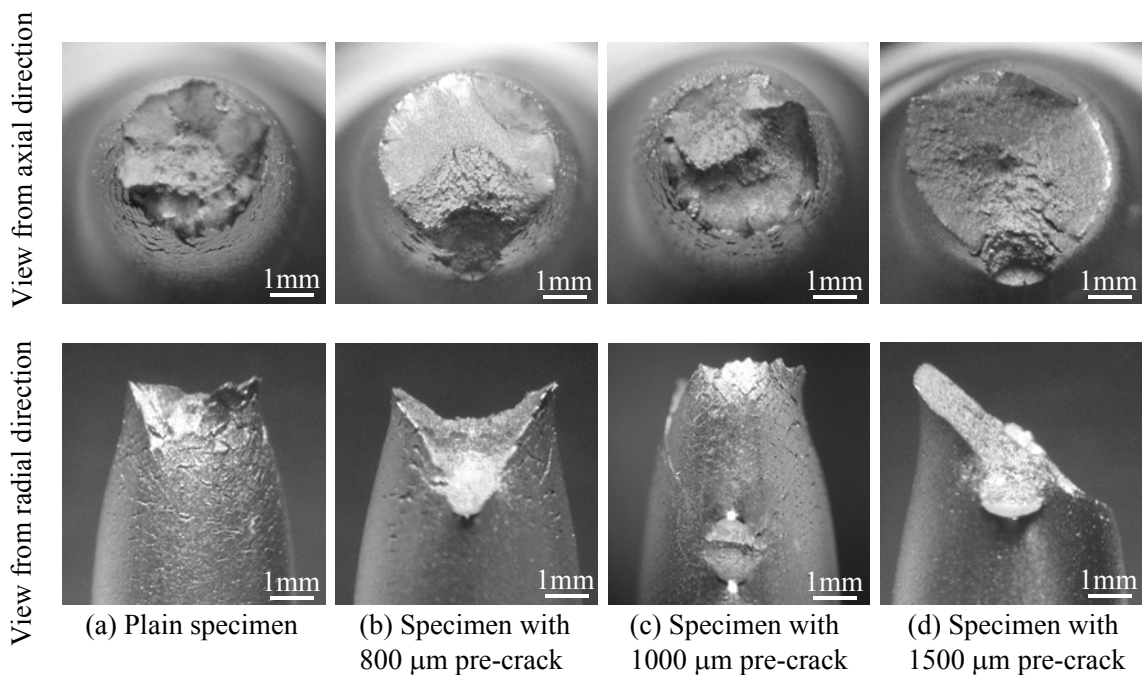 View from axial direction
1mm
1mm
1mm
1mm
View from radial direction
1mm
1mm
1mm
1mm
(a) Plain specimen
(b) Specimen with
800 μm pre-crack
(c) Specimen with
1000 μm pre-crack
(d) Specimen with
1500 μm pre-crack